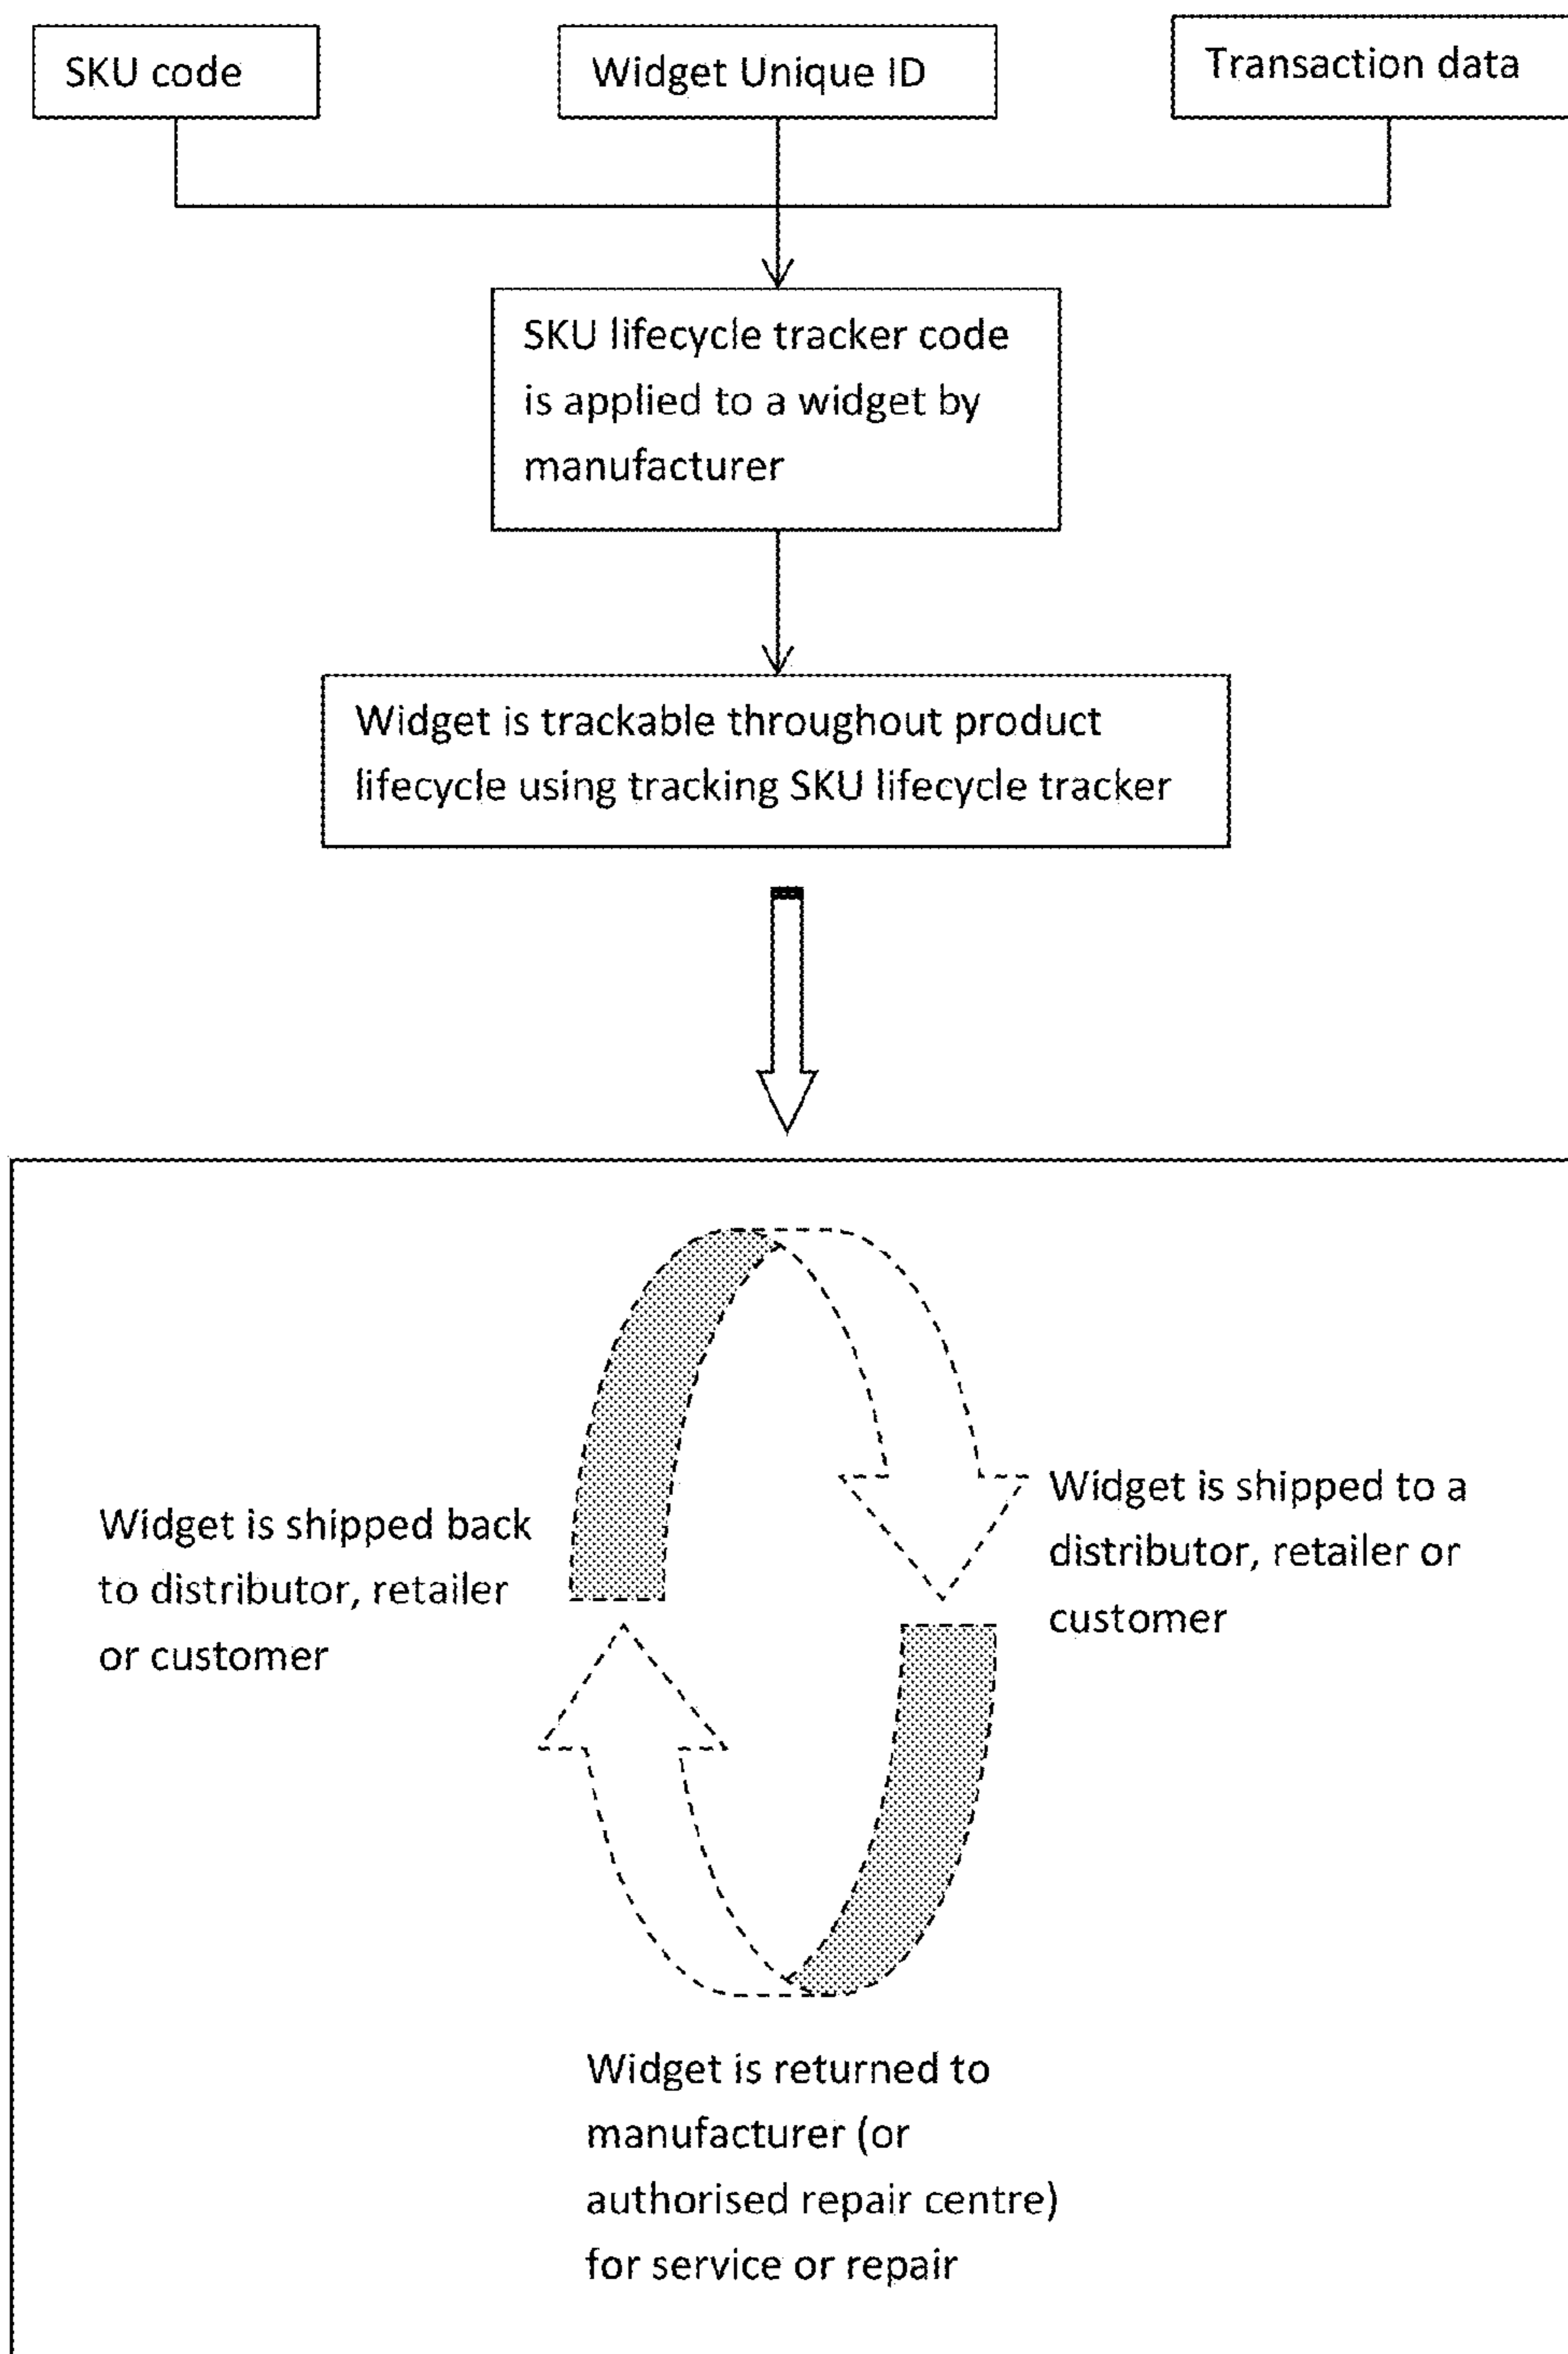 SKU code
Widget Unique ID
Transaction data
SKU lifecycle tracker code
is applied to a widget by
manufacturer
Widget is trackable throughout product
lifecycle using tracking SKU lifecycle tracker
Widget is shipped to a
distributor, retailer or
customer
Widget is shipped back
to distributor, retailer
or customer
Widget is returned to
manufacturer (or
authorised repair centre)
for service or repair